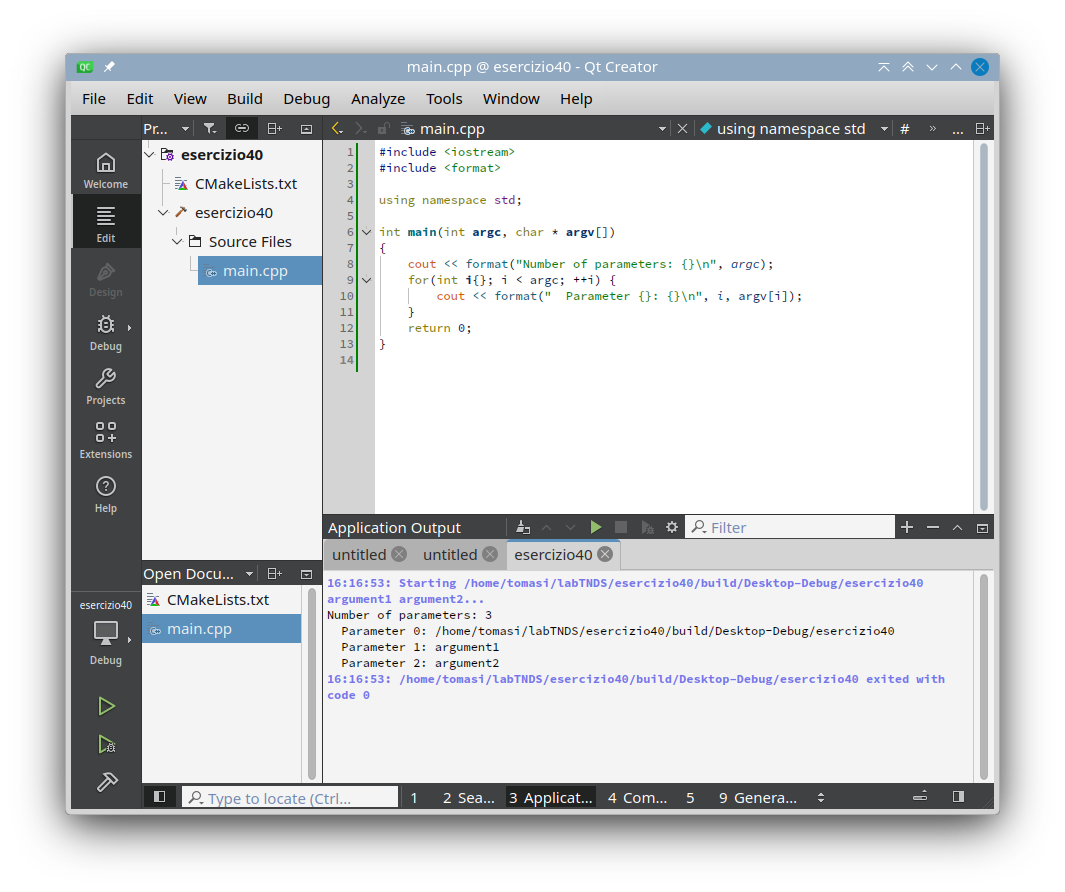 QC
main.cpp @ esercizio40 - Qt Creator
File Edit View Build Debug Analyze Tools Window Help
Pr...
main.cpp
using namespace std
# » ...
Welcome
Edit
Design
Debug
Projects
Extensions
Help
esercizio40
CMakeLists.txt
esercizio40
Source Files
main.cpp
1 #include <iostream>
2 #include <format>
3
4 using namespace std;
5
6 int main(int argc, char * argv[])
7 {
8     cout << format("Number of parameters: {}\n", argc);
9     for(int i{}; i < argc; ++i) {
10         cout << format("  Parameter {}: {}\n", i, argv[i]);
11     }
12     return 0;
13 }
14
Open Docu...
CMakeLists.txt
main.cpp
esercizio40
Debug
Application Output
Filter
untitled
untitled
esercizio40
16:16:53: Starting /home/tomasi/labTNDS/esercizio40/build/Desktop-Debug/esercizio40
argument1 argument2...
Number of parameters: 3
  Parameter 0: /home/tomasi/labTNDS/esercizio40/build/Desktop-Debug/esercizio40
  Parameter 1: argument1
  Parameter 2: argument2
16:16:53: /home/tomasi/labTNDS/esercizio40/build/Desktop-Debug/esercizio40 exited with
code 0
Type to locate (Ctrl...
1 2 Sea... 3 Applicat... 4 Com... 5 9 Genera...